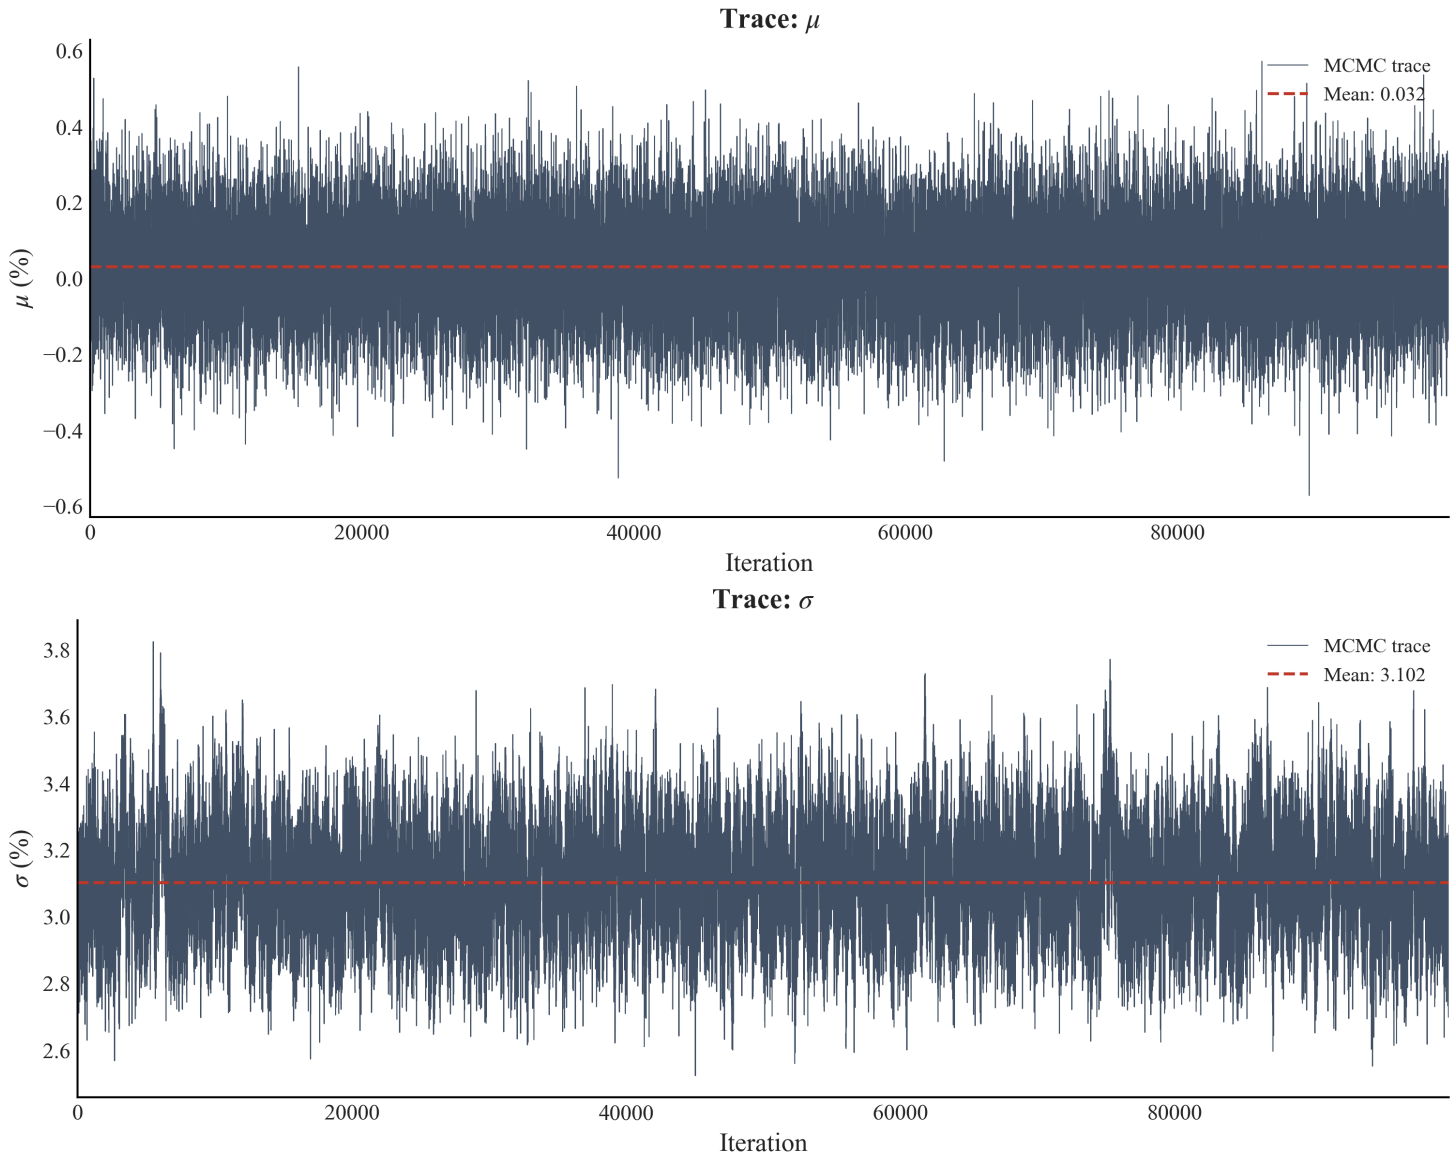 Trace: μ
0.6
0.4
0.2
0.0
−0.2
−0.4
−0.6
μ (%)
MCMC trace
Mean: 0.032
0 20000 40000 60000 80000
Iteration
Trace: σ
3.8
3.6
3.4
3.2
3.0
2.8
2.6
σ (%)
MCMC trace
Mean: 3.102
0 20000 40000 60000 80000
Iteration